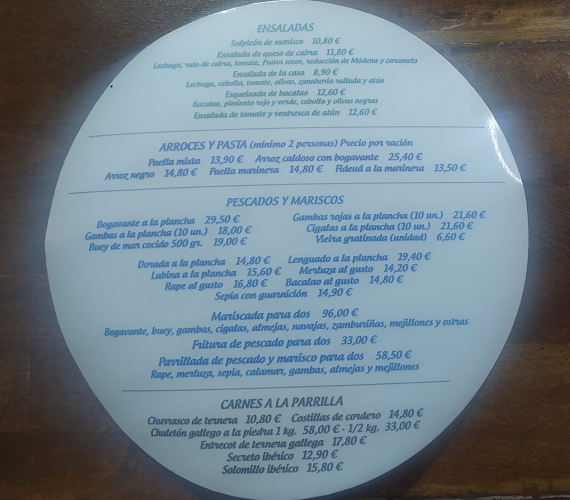 ENSALADAS
Salpicón de marisco 10,80 €
Ensalada de queso de cabra 11,80 €
Lechuga, rulo de cabra, tomate, frutos secos, reducción de Módena y caramelo
Ensalada de la casa 8,90 €
Lechuga, cebolla, tomate, olivas, zanahoria rallada y atún
Esqueixada de bacalao 12,60 €
Bacalao, pimiento rojo y verde, cebolla y olivas negras
Ensalada de tomate y ventresca de atún 12,60 €
ARROCES Y PASTA (mínimo 2 personas) Precio por ración
Paella mixta 13,90 € Arroz caldoso con bogavante 25,40 €
Arroz negro 14,80 € Paella marinera 14,80 € Fideuá a la marinera 13,50 €
PESCADOS Y MARISCOS
Bogavante a la plancha 29,50 € Gambas rojas a la plancha (10 un.) 21,60 €
Gambas a la plancha (10 un.) 18,00 € Cigalas a la plancha (10 un.) 21,60 €
Buey de mar cocido 500 gr. 19,00 € Vieira gratinada (unidad) 6,60 €
Dorada a la plancha 14,80 € Lenguado a la plancha 19,40 €
Lubina a la plancha 15,60 € Merluza al gusto 14,20 €
Rape al gusto 16,80 € Bacalao al gusto 14,80 €
Sepia con guarnición 14,90 €
Mariscada para dos 96,00 €
Bogavante, buey, gambas, cigalas, almejas, navajas, zamburiñas, mejillones y ostras
Fritura de pescado para dos 33,00 €
Parrillada de pescado y marisco para dos 58,50 €
Rape, merluza, sepia, calamar, gambas, almejas y mejillones
CARNES A LA PARRILLA
Churrasco de ternera 10,80 € Costillas de cordero 14,80 €
Chuletón gallego a la piedra 1 kg. 58,00 € · 1/2 kg. 33,00 €
Entrecot de ternera gallega 17,80 €
Secreto ibérico 12,90 €
Solomillo ibérico 15,80 €